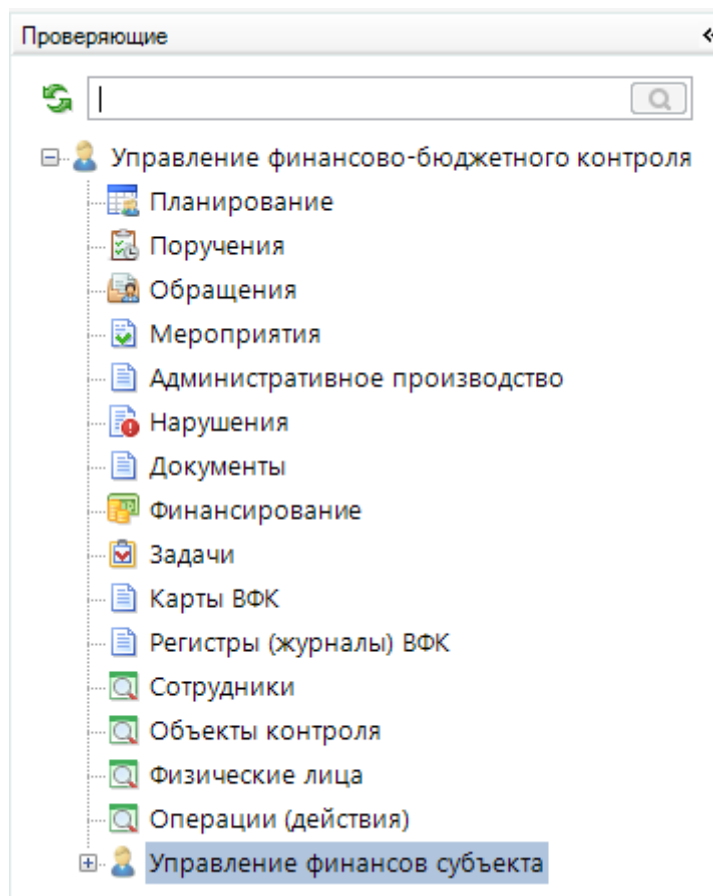 Проверяющие
Управление финансово-бюджетного контроля
Планирование
Поручения
Обращения
Мероприятия
Административное производство
Нарушения
Документы
Финансирование
Задачи
Карты ВФК
Регистры (журналы) ВФК
Сотрудники
Объекты контроля
Физические лица
Операции (действия)
Управление финансов субъекта